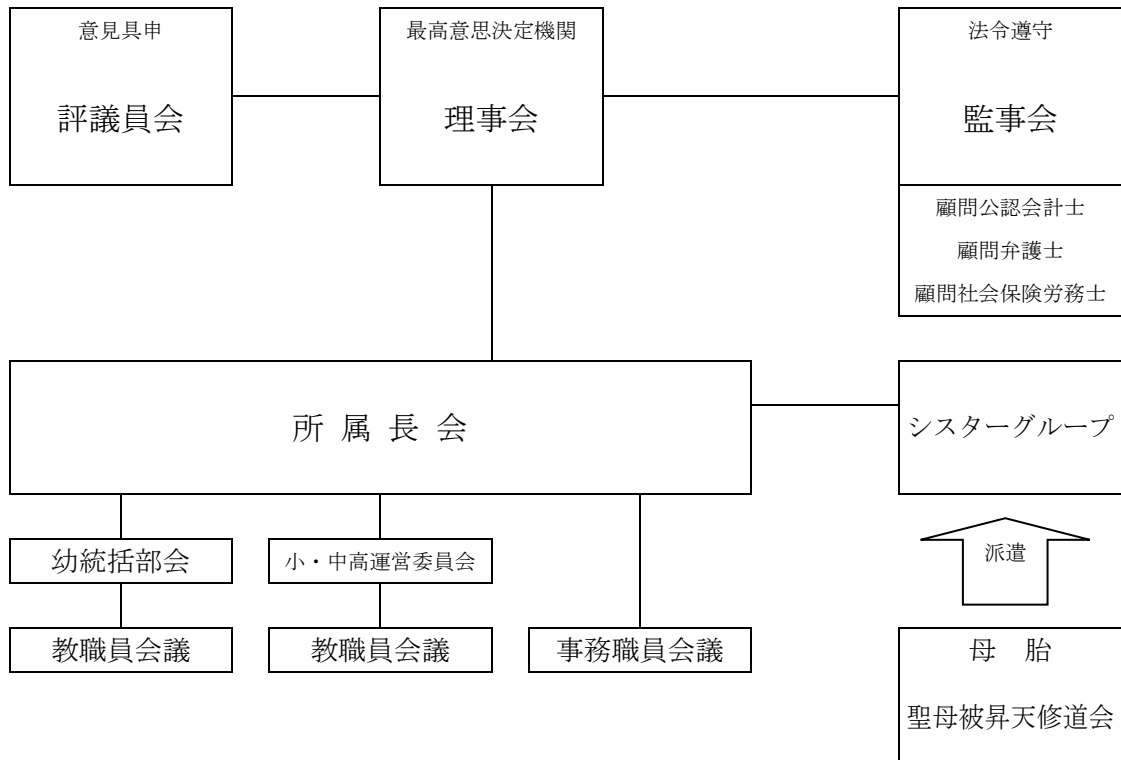 意見具申
評議員会
最高意思決定機関
理事会
法令遵守
監事会
顧問公認会計士
顧問弁護士
顧問社会保険労務士
所属長会
シスターグループ
幼統括部会
小・中高運営委員会
派遣
教職員会議
教職員会議
事務職員会議
母　胎
聖母被昇天修道会